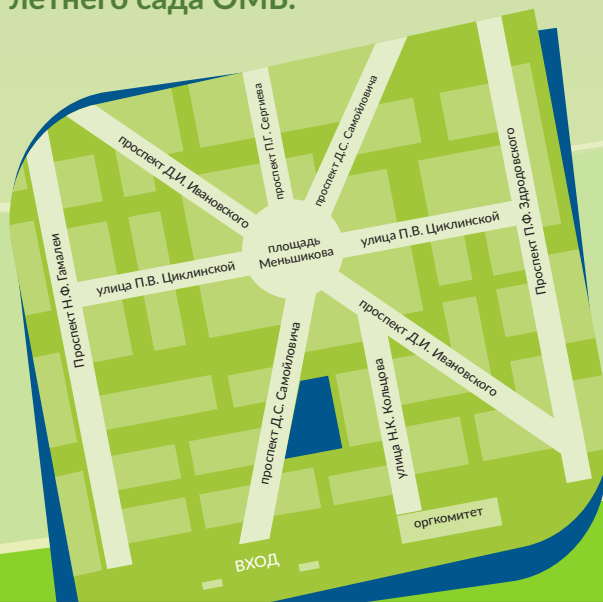 летнего сада ОМБ.
проспект П.Г. Сергиева
проспект Д.С. Самойловича
проспект Д.И. Ивановского
Проспект П.Ф. Здродовского
площадь
Меньшикова
улица П.В. Циклинской
Проспект Н.Ф. Гамалеи
улица П.В. Циклинской
проспект Д.И. Ивановского
проспект Д.С. Самойловича
улица Н.К. Кольцова
оргкомитет
ВХОД